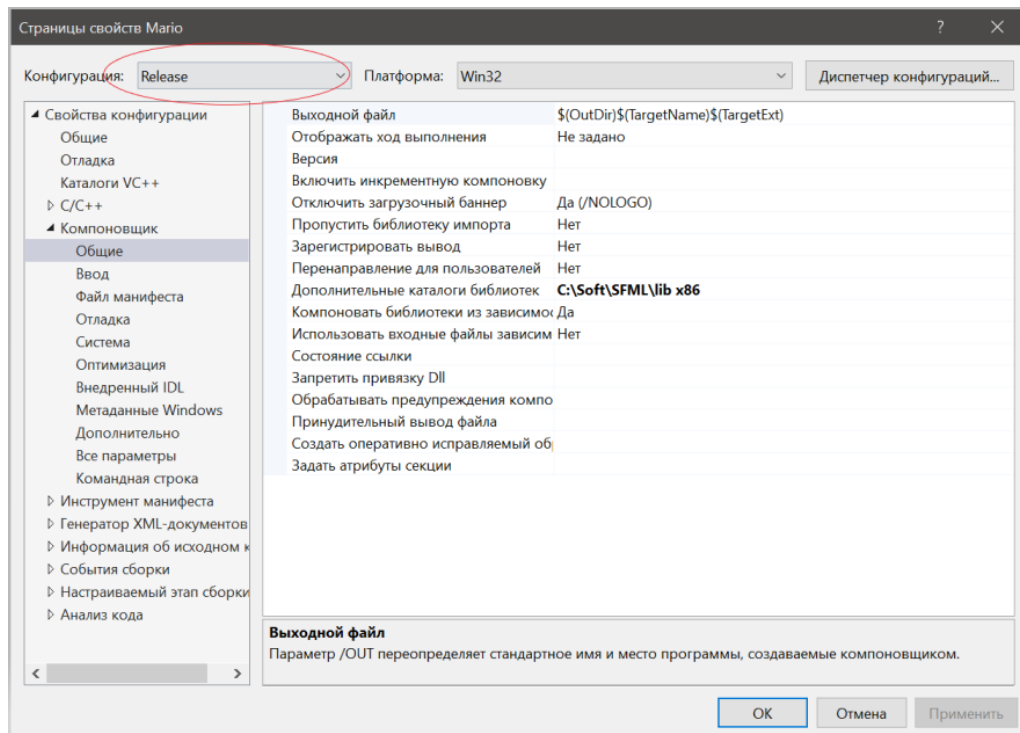 Страницы свойств Mario ? ×
Конфигурация: Release Платформа: Win32 Диспетчер конфигураций...
Свойства конфигурации
Общие
Отладка
Каталоги VC++
C/C++
Компоновщик
Общие
Ввод
Файл манифеста
Отладка
Система
Оптимизация
Внедренный IDL
Метаданные Windows
Дополнительно
Все параметры
Командная строка
Инструмент манифеста
Генератор XML-документов
Информация об исходном к
События сборки
Настраиваемый этап сборки
Анализ кода
Выходной файл $(OutDir)$(TargetName)$(TargetExt)
Отображать ход выполнения Не задано
Версия
Включить инкрементную компоновку
Отключить загрузочный баннер Да (/NOLOGO)
Пропустить библиотеку импорта Нет
Зарегистрировать вывод Нет
Перенаправление для пользователей Нет
Дополнительные каталоги библиотек C:\Soft\SFML\lib x86
Компоновать библиотеки из зависимос Да
Использовать входные файлы зависим Нет
Состояние ссылки
Запретить привязку Dll
Обрабатывать предупреждения компо
Принудительный вывод файла
Создать оперативно исправляемый об
Задать атрибуты секции
Выходной файл
Параметр /OUT переопределяет стандартное имя и место программы, создаваемые компоновщиком.
ОК Отмена Применить